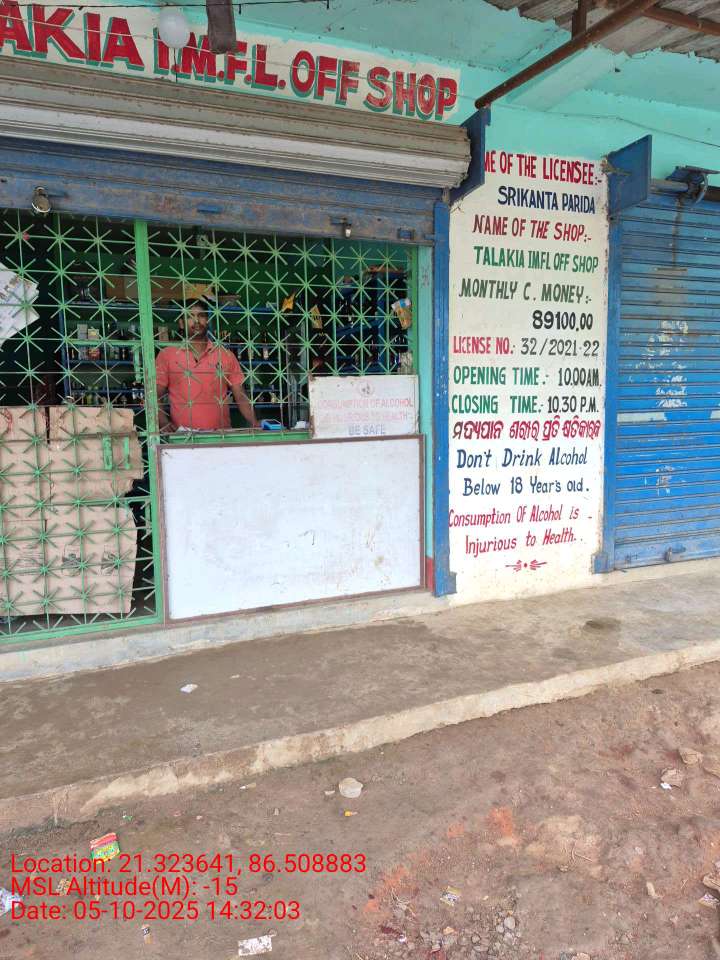 AKIA I.M.F.L. OFF SHOP
ME OF THE LICENSEE:-
SRIKANTA PARIDA
NAME OF THE SHOP:-
TALAKIA IMFL OFF SHOP
MONTHLY C. MONEY:-
89100,00
LICENSE NO.: 32/2021-22
OPENING TIME:- 10.00AM.
CLOSING TIME:- 10.30 P.M.
ମଦ୍ୟପାନ ଶରୀର ପ୍ରତି କ୍ଷତିକାରକ
Don't Drink Alcohol
Below 18 Year's old.
Consumption Of Alcohol is -
Injurious to Health.
CONSUMPTION OF ALCOHOL
TO HEALTH
BE SAFE
Location: 21.323641, 86.508883
MSL Altitude(M): -15
Date: 05-10-2025 14:32:03